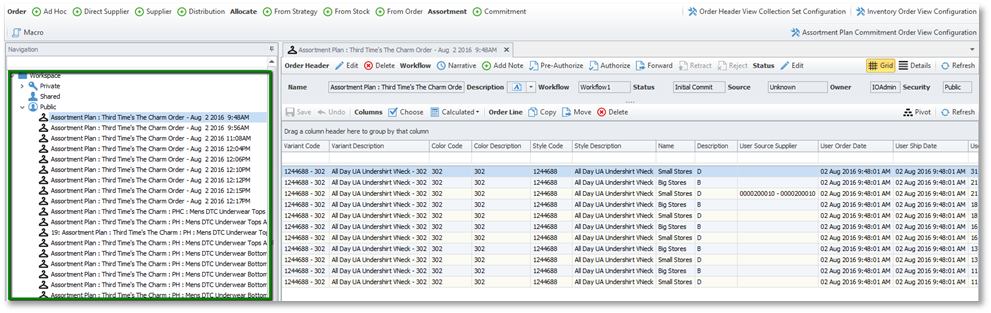 Order Ad Hoc Direct Supplier Supplier Distribution Allocate From Strategy From Stock From Order Assortment Commitment Order Header View Collection Set Configuration Inventory Order View Configuration
Macro Assortment Plan Commitment Order View Configuration
Navigation
Workspace
Private
Shared
Public
Assortment Plan : Third Time's The Charm Order - Aug 2 2016 9:48AM
Assortment Plan : Third Time's The Charm Order - Aug 2 2016 9:56AM
Assortment Plan : Third Time's The Charm Order - Aug 2 2016 11:08AM
Assortment Plan : Third Time's The Charm Order - Aug 2 2016 12:04PM
Assortment Plan : Third Time's The Charm Order - Aug 2 2016 12:06PM
Assortment Plan : Third Time's The Charm Order - Aug 2 2016 12:10PM
Assortment Plan : Third Time's The Charm Order - Aug 2 2016 12:12PM
Assortment Plan : Third Time's The Charm Order - Aug 2 2016 12:15PM
Assortment Plan : Third Time's The Charm Order - Aug 2 2016 12:17PM
Assortment Plan : Third Time's The Charm : PHC : Mens DTC Underwear Tops
19: Assortment Plan : Third Time's The Charm : PH : Mens DTC Underwear Top
Assortment Plan : Third Time's The Charm : PH : Mens DTC Underwear Tops A
Assortment Plan : Third Time's The Charm : PH : Mens DTC Underwear Bottom
Assortment Plan : Third Time's The Charm : PH : Mens DTC Underwear Bottom
Assortment Plan : Third Time's The Charm : PH : Mens DTC Underwear Bottom
Assortment Plan : Third Time's The Charm : PH : Mens DTC Underwear Bottom
Assortment Plan : Third Time's The Charm : PH : Mens DTC Underwear Bottom
Assortment Plan : Third Time's The Charm Order - Aug 2 2016 9:48AM
Order Header Edit Delete Workflow Narrative Add Note Pre-Authorize Authorize Forward Retract Reject Status Edit Grid Details Refresh
Name Assortment Plan : Third Time's The Charm Orde Description Workflow Workflow1 Status Initial Commit Source Unknown Owner IOAdmin Security Public
Save Undo Columns Choose Calculated Order Line Copy Move Delete Pivot Refresh
Drag a column header here to group by that column
Variant Code Variant Description Color Code Color Description Style Code Style Description Name Description User Source Supplier User Order Date User Ship Date Use
1244688 - 302 All Day UA Undershirt VNeck - 302 302 302 1244688 All Day UA Undershirt VNeck Small Stores D 02 Aug 2016 9:48:01 AM 02 Aug 2016 9:48:01 AM 31
1244688 - 302 All Day UA Undershirt VNeck - 302 302 302 1244688 All Day UA Undershirt VNeck Big Stores B 02 Aug 2016 9:48:01 AM 02 Aug 2016 9:48:01 AM 21
1244688 - 302 All Day UA Undershirt VNeck - 302 302 302 1244688 All Day UA Undershirt VNeck Small Stores D 0000200010 - 0000200010 02 Aug 2016 9:48:01 AM 02 Aug 2016 9:48:01 AM 21
1244688 - 302 All Day UA Undershirt VNeck - 302 302 302 1244688 All Day UA Undershirt VNeck Big Stores B 02 Aug 2016 9:48:01 AM 02 Aug 2016 9:48:01 AM 18
1244688 - 302 All Day UA Undershirt VNeck - 302 302 302 1244688 All Day UA Undershirt VNeck Small Stores D 02 Aug 2016 9:48:01 AM 02 Aug 2016 9:48:01 AM 18
1244688 - 302 All Day UA Undershirt VNeck - 302 302 302 1244688 All Day UA Undershirt VNeck Big Stores B 02 Aug 2016 9:48:01 AM 02 Aug 2016 9:48:01 AM 16
1244688 - 302 All Day UA Undershirt VNeck - 302 302 302 1244688 All Day UA Undershirt VNeck Small Stores D 02 Aug 2016 9:48:01 AM 02 Aug 2016 9:48:01 AM 16
1244688 - 302 All Day UA Undershirt VNeck - 302 302 302 1244688 All Day UA Undershirt VNeck Big Stores B 02 Aug 2016 9:48:01 AM 02 Aug 2016 9:48:01 AM 13
1244688 - 302 All Day UA Undershirt VNeck - 302 302 302 1244688 All Day UA Undershirt VNeck Small Stores D 02 Aug 2016 9:48:01 AM 02 Aug 2016 9:48:01 AM 13
1244688 - 302 All Day UA Undershirt VNeck - 302 302 302 1244688 All Day UA Undershirt VNeck Big Stores B 02 Aug 2016 9:48:01 AM 02 Aug 2016 9:48:01 AM 11
1244688 - 302 All Day UA Undershirt VNeck - 302 302 302 1244688 All Day UA Undershirt VNeck Small Stores D 02 Aug 2016 9:48:01 AM 02 Aug 2016 9:48:01 AM 11